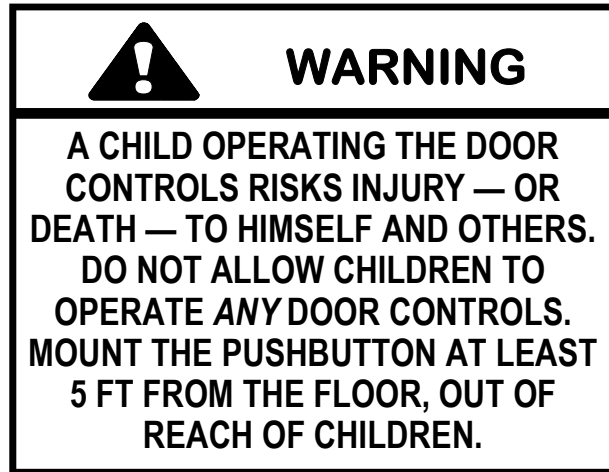 WARNING
A CHILD OPERATING THE DOOR
CONTROLS RISKS INJURY — OR
DEATH — TO HIMSELF AND OTHERS.
DO NOT ALLOW CHILDREN TO
OPERATE ANY DOOR CONTROLS.
MOUNT THE PUSHBUTTON AT LEAST
5 FT FROM THE FLOOR, OUT OF
REACH OF CHILDREN.